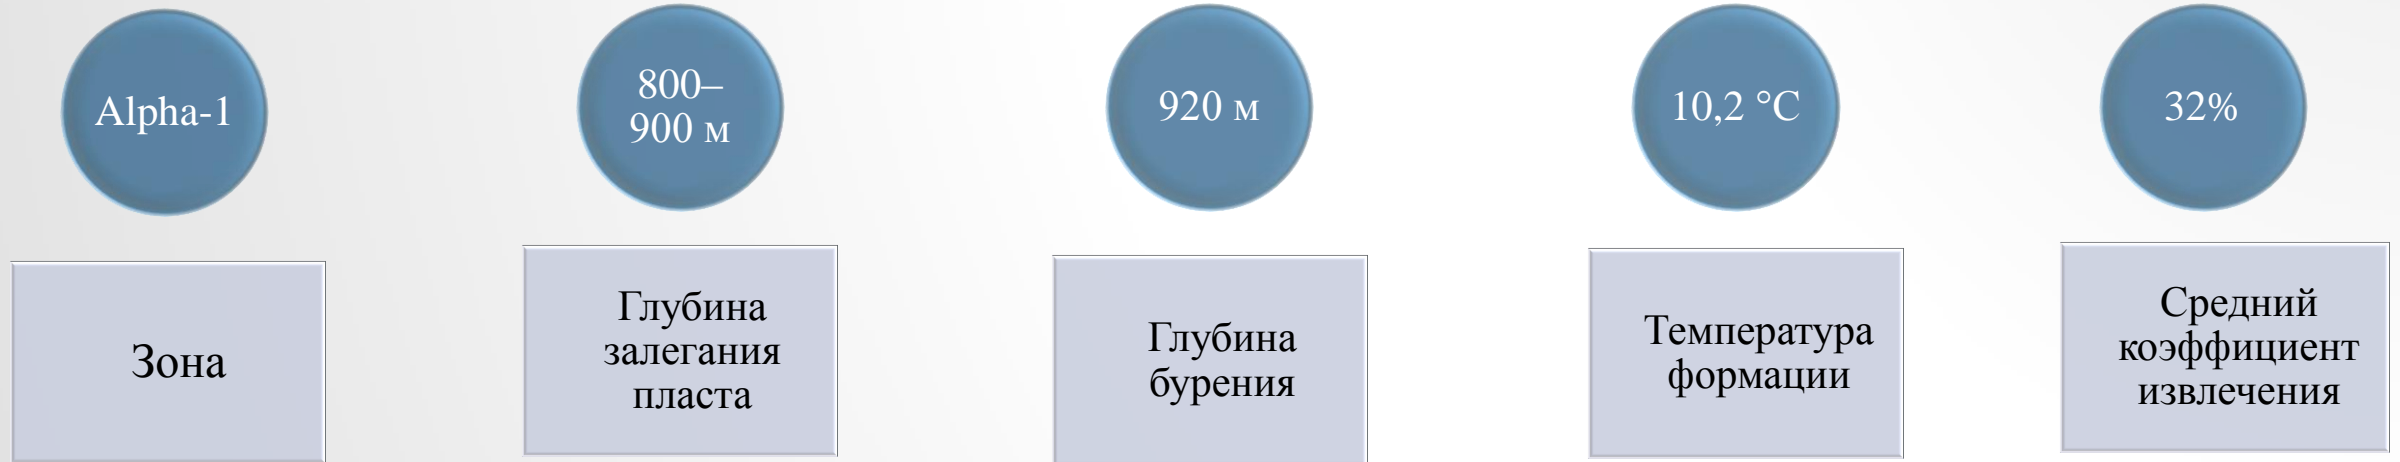 Alpha-1
800–
900 м
920 м
10,2 °C
32%
Зона
Глубина
залегания
пласта
Глубина
бурения
Температура
формации
Средний
коэффициент
извлечения